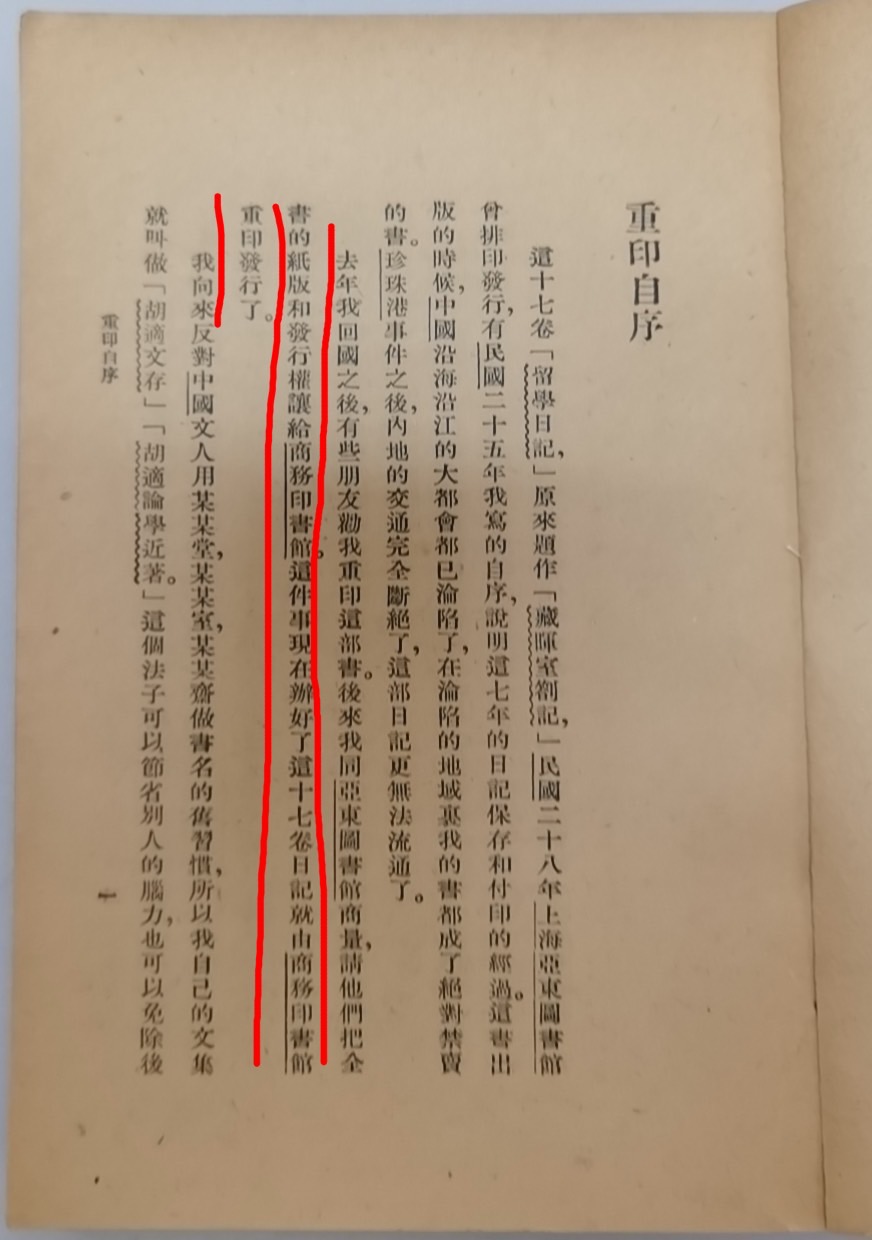 重印自序
這十七卷「留學日記，」原來題作「藏暉室劄記，」民國二十八年上海亞東圖書館
曾排印發行，有民國二十五年我寫的自序，說明這七年的日記保存和付印的經過。這書出
版的時候，中國沿海沿江的大都會都已淪陷了，在淪陷的地域裏我的書都成了絕對禁賣
的書。珍珠港事件之後，內地的交通完全斷絕了，這部日記更無法流通了。
去年我回國之後，有些朋友勸我重印這部書。後來我同亞東圖書館商量，請他們把全
書的紙版和發行權讓給商務印書館。這件事現在辦好了這十七卷日記就由商務印書館
重印發行了。
我向來反對中國文人用某某堂，某某室，某某齋做書名的舊習慣，所以我自己的文集
就叫做「胡適文存」「胡適論學近著。」這個法子可以節省別人的腦力，也可以免除後
重印自序
一